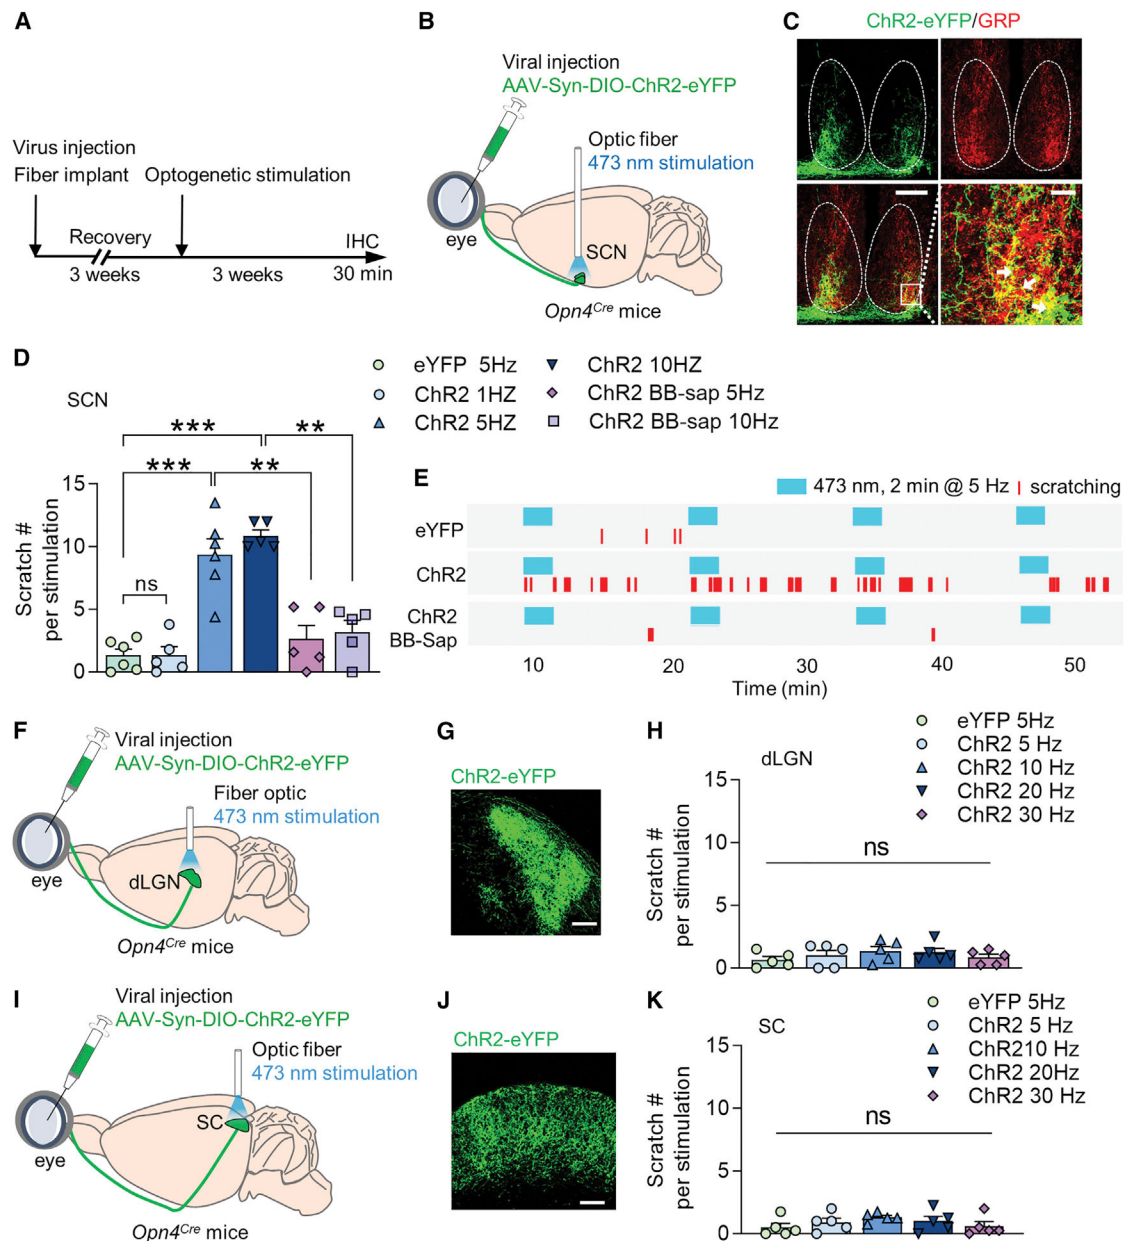 A
Virus injection
Fiber implant
Optogenetic stimulation
Recovery
3 weeks
3 weeks
IHC
30 min
B
Viral injection
AAV-Syn-DIO-ChR2-eYFP
Optic fiber
473 nm stimulation
eye
SCN
Opn4Cre mice
C
ChR2-eYFP/GRP
D
SCN
eYFP 5Hz
ChR2 1HZ
ChR2 5HZ
ChR2 10HZ
ChR2 BB-sap 5Hz
ChR2 BB-sap 10Hz
*** **
*** **
ns
Scratch #
per stimulation
15
10
5
0
E
473 nm, 2 min @ 5 Hz scratching
eYFP
ChR2
ChR2
BB-Sap
10 20 30 40 50
Time (min)
F
Viral injection
AAV-Syn-DIO-ChR2-eYFP
Fiber optic
473 nm stimulation
eye
dLGN
Opn4Cre mice
G
ChR2-eYFP
H
dLGN
eYFP 5Hz
ChR2 5 Hz
ChR2 10 Hz
ChR2 20 Hz
ChR2 30 Hz
ns
Scratch #
per stimulation
15
10
5
0
I
Viral injection
AAV-Syn-DIO-ChR2-eYFP
Optic fiber
473 nm stimulation
eye
SC
Opn4Cre mice
J
ChR2-eYFP
K
SC
eYFP 5Hz
ChR2 5 Hz
ChR210 Hz
ChR2 20Hz
ChR2 30 Hz
ns
Scratch #
per stimulation
15
10
5
0